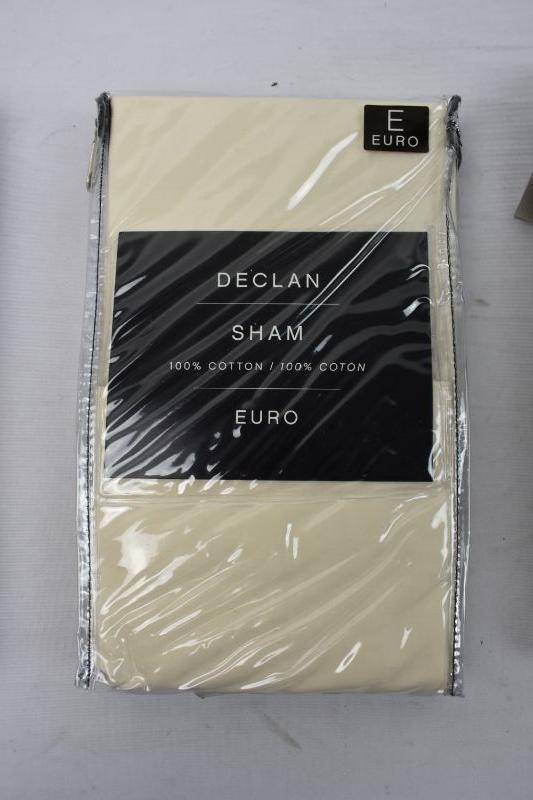 E
EURO
DECLAN
SHAM
100% COTTON / 100% COTON
EURO